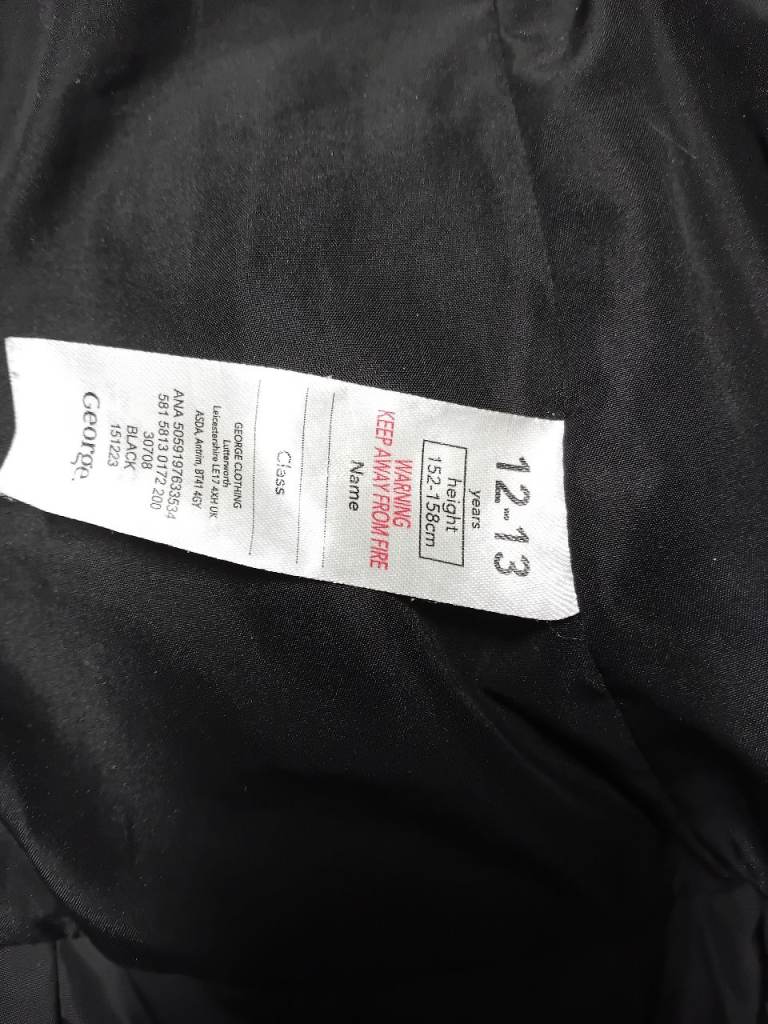 12-13
years
height
152-158cm
WARNING
KEEP AWAY FROM FIRE
Name
Class
GEORGE CLOTHING
Lutterworth
Leicestershire LE17 4XH UK
ASDA, Antrim, BT41 4GY
ANA 5059197633534
581 5813 0172 200
30708
BLACK
151223
George.